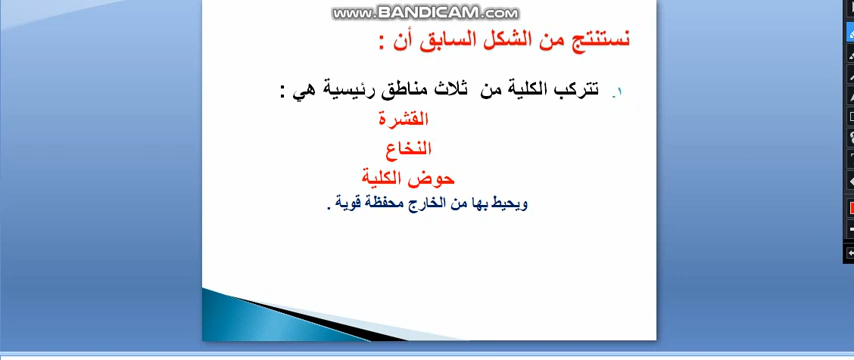 www.BANDICAM.com
نستنتج من الشكل السابق أن :
١. تتركب الكلية من ثلاث مناطق رئيسية هي :
القشرة
النخاع
حوض الكلية
ويحيط بها من الخارج محفظة قوية .